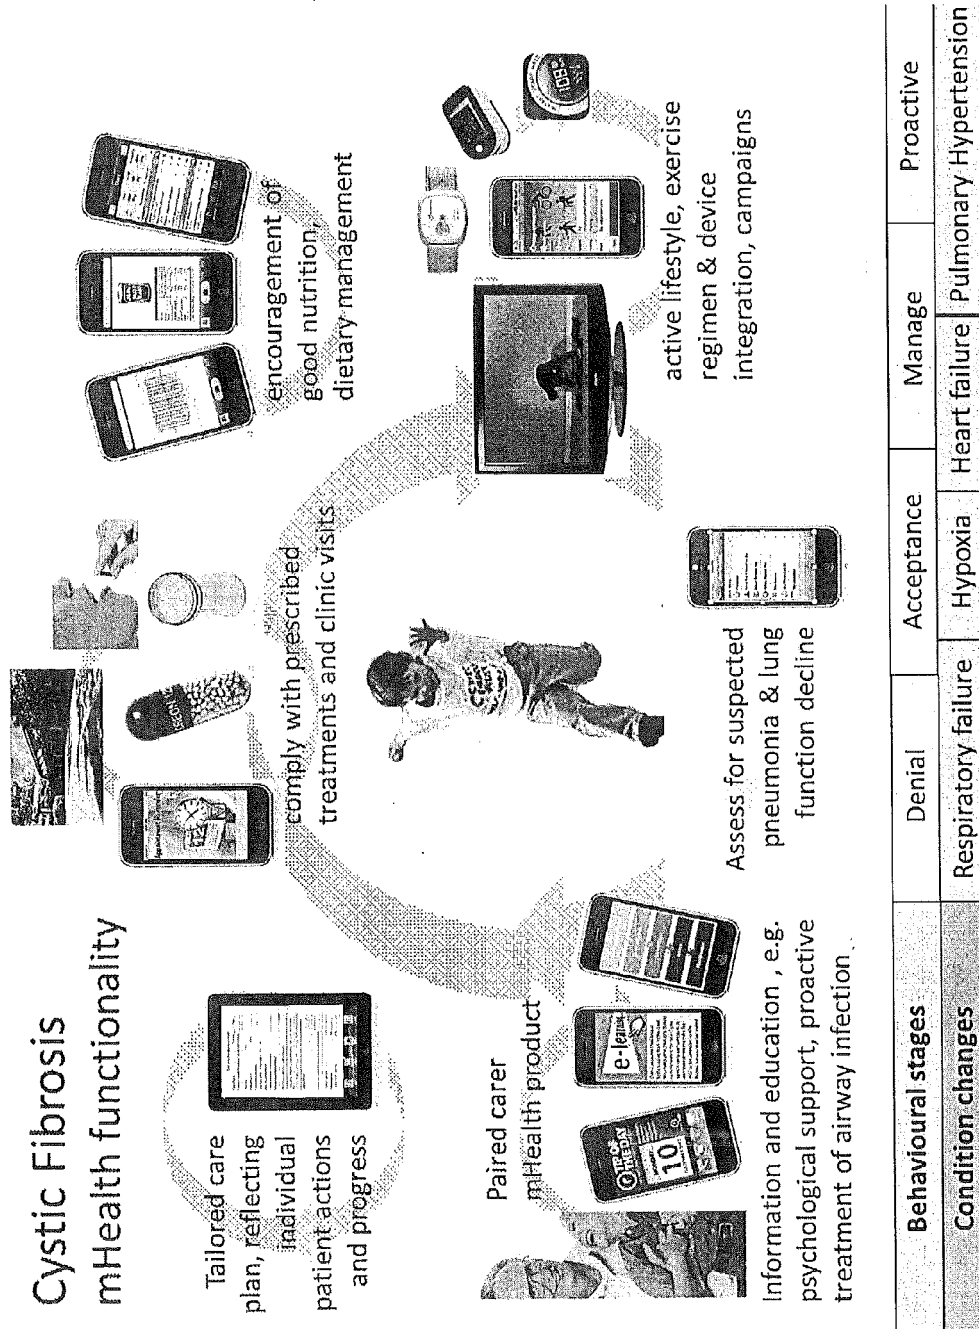 Cystic Fibrosis
mHealth functionality
Tailored care
plan, reflecting
individual
patient actions
and progress
comply with prescribed
treatments and clinic visits
encouragement of
good nutrition,
dietary management
Paired carer
mHealth product
e-learning
10
Information and education , e.g.
psychological support, proactive
treatment of airway infection
Assess for suspected
pneumonia & lung
function decline
active lifestyle, exercise
regimen & device
integration, campaigns
Behavioural stages
Denial
Acceptance
Manage
Proactive
Condition changes
Respiratory failure
Hypoxia
Heart failure
Pulmonary Hypertension